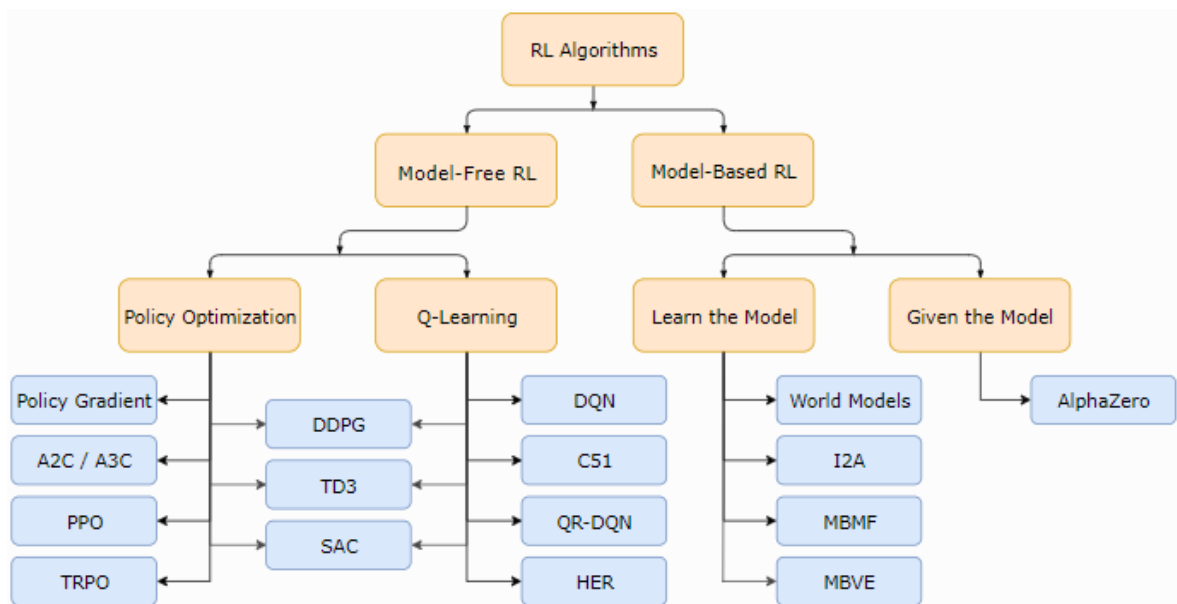 RL Algorithms
Model-Free RL
Model-Based RL
Policy Optimization
Q-Learning
Learn the Model
Given the Model
Policy Gradient
A2C / A3C
PPO
TRPO
DDPG
TD3
SAC
DQN
C51
QR-DQN
HER
World Models
I2A
MBMF
MBVE
AlphaZero